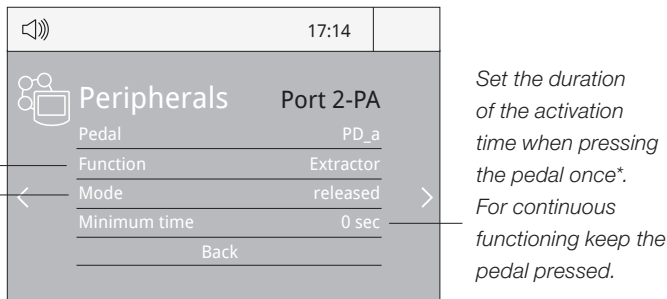 17:14
Peripherals Port 2-PA
Pedal PD_a
Function Extractor
Mode released
Minimum time 0 sec
Back
Set the duration
of the activation
time when pressing
the pedal once*.
For continuous
functioning keep the
pedal pressed.